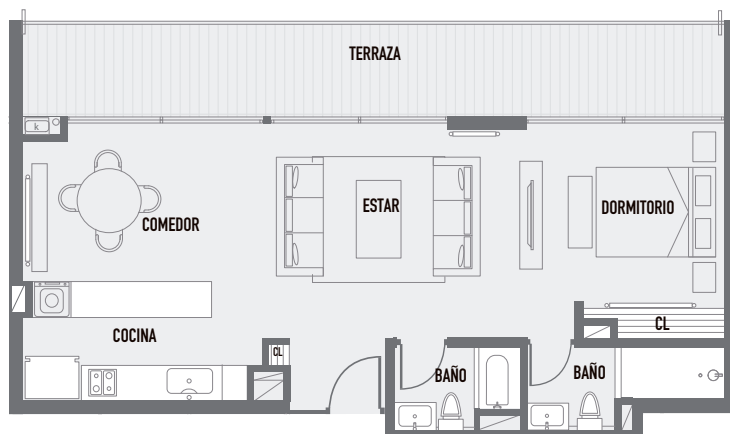 TERRAZA
k
ESTAR
DORMITORIO
COMEDOR
CL
COCINA
CL
BAÑO
BAÑO